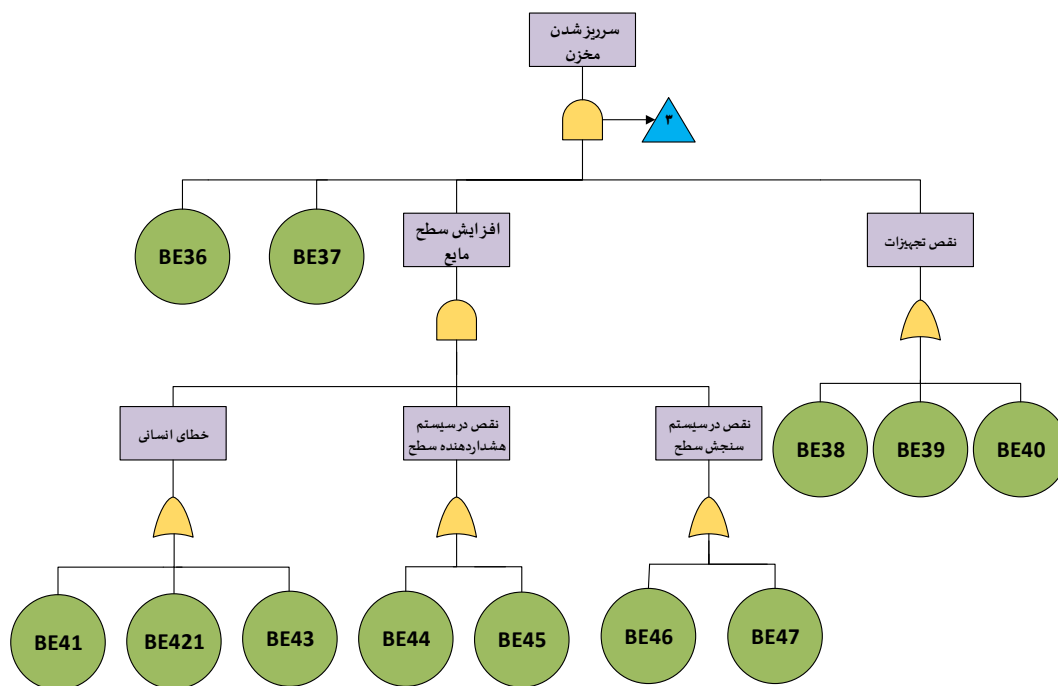 سرریز شدن
مخزن
۳
BE36
BE37
افزایش سطح
مایع
نقص تجهیزات
خطای انسانی
نقص در سیستم
هشداردهنده سطح
نقص در سیستم
سنجش سطح
BE38
BE39
BE40
BE41
BE421
BE43
BE44
BE45
BE46
BE47